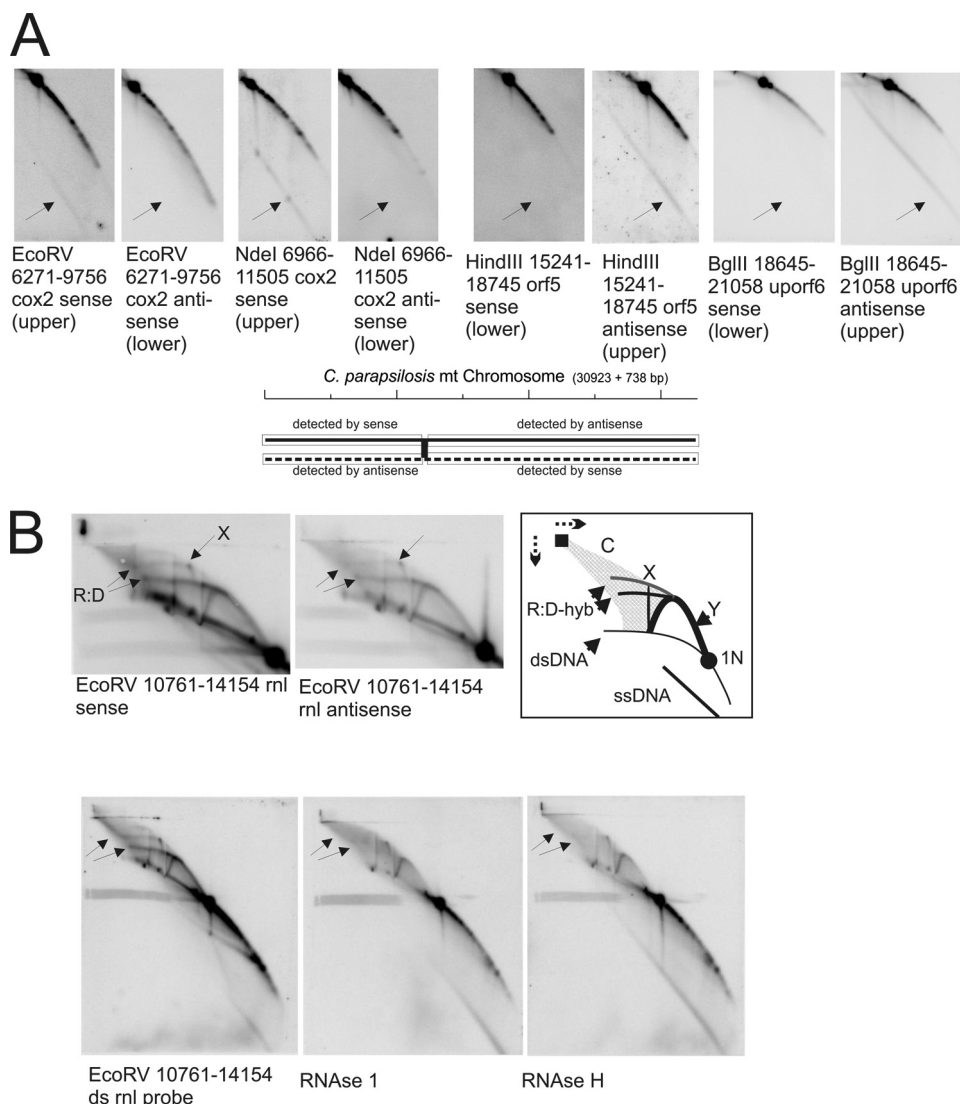 A
EcoRV
6271-9756
cox2 sense
(upper)
EcoRV
6271-9756
cox2 anti-
sense
(lower)
NdeI 6966-
11505 cox2
sense
(upper)
NdeI 6966-
11505
cox2 anti-
sense
(lower)
HindIII 15241-
18745 orf5
sense
(lower)
HindIII
15241-
18745 orf5
antisense
(upper)
BglII 18645-
21058 uporf6
sense
(lower)
BglII 18645-
21058 uporf6
antisense
(upper)
C. parapsilosis mt Chromosome (30923 + 738 bp)
detected by sense
detected by antisense
detected by antisense
detected by sense
B
X
R:D
EcoRV 10761-14154 rnl
sense
EcoRV 10761-14154
rnl antisense
C
X
R:D-hyb
Y
dsDNA
1N
ssDNA
EcoRV 10761-14154
ds rnl probe
RNAse 1
RNAse H